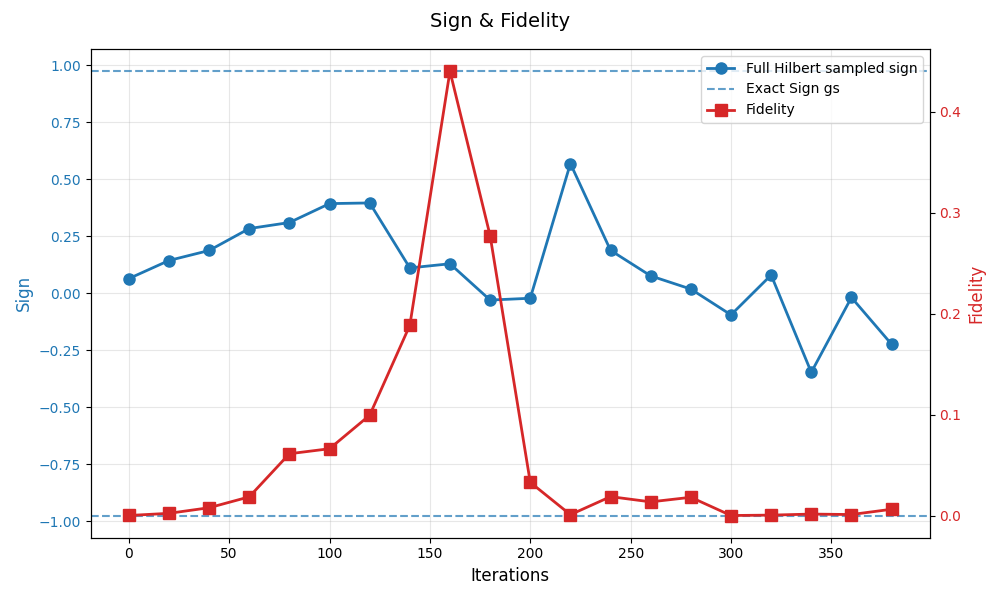 Sign & Fidelity
Full Hilbert sampled sign
Exact Sign gs
Fidelity
1.00
0.75
0.50
0.25
0.00
−0.25
−0.50
−0.75
−1.00
Sign
0.4
0.3
0.2
0.1
0.0
Fidelity
0 50 100 150 200 250 300 350
Iterations